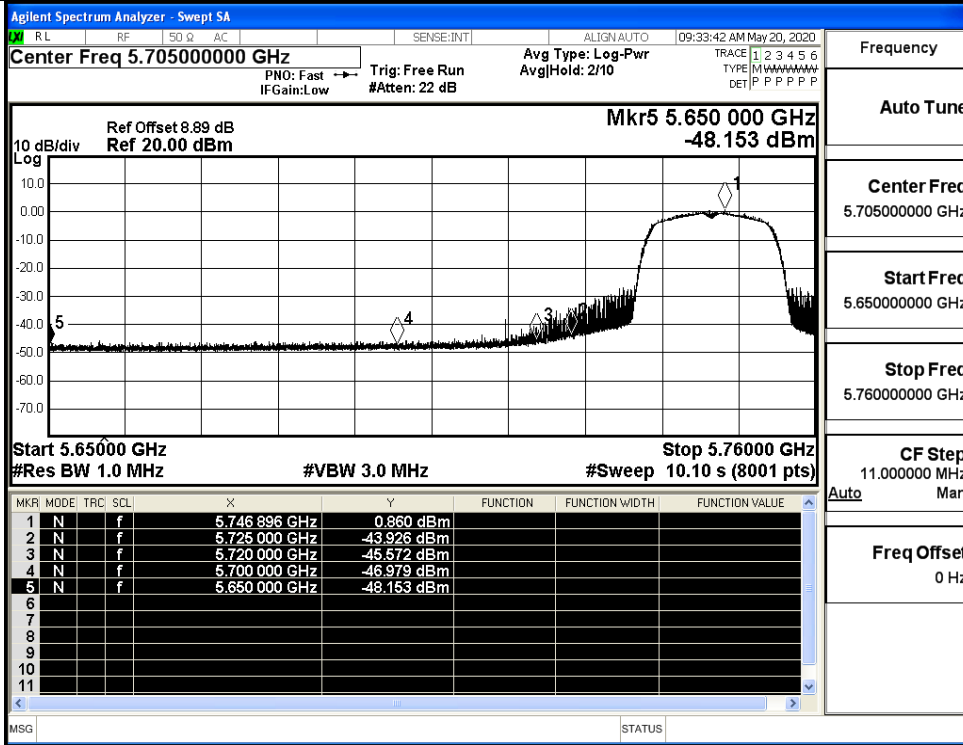 Agilent Spectrum Analyzer - Swept SA
LXI RL RF 50 Ω AC SENSE:INT ALIGN AUTO 09:33:42 AM May 20, 2020
Center Freq 5.705000000 GHz
PNO: Fast
IFGain:Low
Trig: Free Run
#Atten: 22 dB
Avg Type: Log-Pwr
Avg|Hold: 2/10
TRACE 1 2 3 4 5 6
TYPE M W W W W W
DET P P P P P P
Mkr5 5.650 000 GHz
-48.153 dBm
Ref Offset 8.89 dB
10 dB/div Ref 20.00 dBm
Log
10.0
0.00
-10.0
-20.0
-30.0
-40.0
-50.0
-60.0
-70.0
1
2
3
4
5
Start 5.65000 GHz Stop 5.76000 GHz
#Res BW 1.0 MHz #VBW 3.0 MHz #Sweep 10.10 s (8001 pts)
MKR MODE TRC SCL X Y FUNCTION FUNCTION WIDTH FUNCTION VALUE
1 N f 5.746 896 GHz 0.860 dBm
2 N f 5.725 000 GHz -43.926 dBm
3 N f 5.720 000 GHz -45.572 dBm
4 N f 5.700 000 GHz -46.979 dBm
5 N f 5.650 000 GHz -48.153 dBm
6
7
8
9
10
11
MSG STATUS
Frequency
Auto Tune
Center Freq
5.705000000 GHz
Start Freq
5.650000000 GHz
Stop Freq
5.760000000 GHz
CF Step
11.000000 MHz
Auto Man
Freq Offset
0 Hz